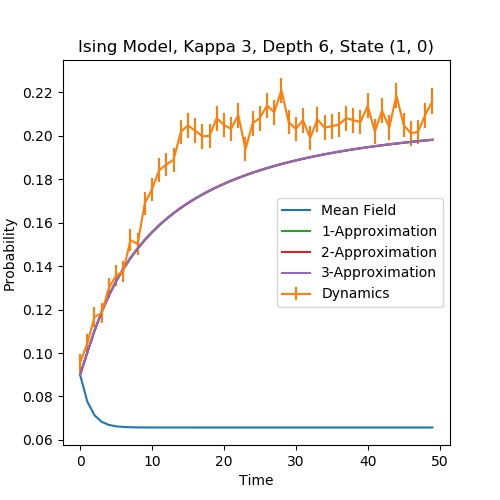 Ising Model, Kappa 3, Depth 6, State (1, 0)
Probability
0.22
0.20
0.18
0.16
0.14
0.12
0.10
0.08
0.06
Mean Field
1-Approximation
2-Approximation
3-Approximation
Dynamics
0 10 20 30 40 50
Time